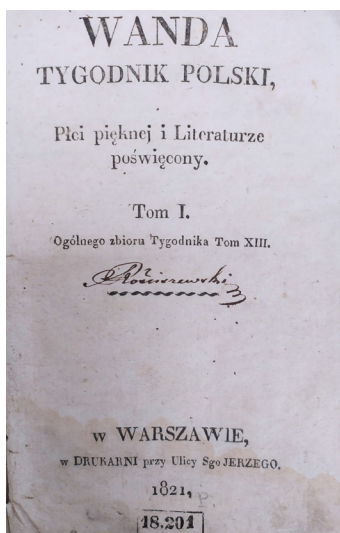 WANDA
TYGODNIK POLSKI,
Płci pięknej i Literaturze
poświęcony.
Tom I.
Ogólnego zbioru Tygodnika Tom XIII.
w WARSZAWIE,
w DRUKARNI przy Ulicy Sgo JERZEGO.
1821,
18.201